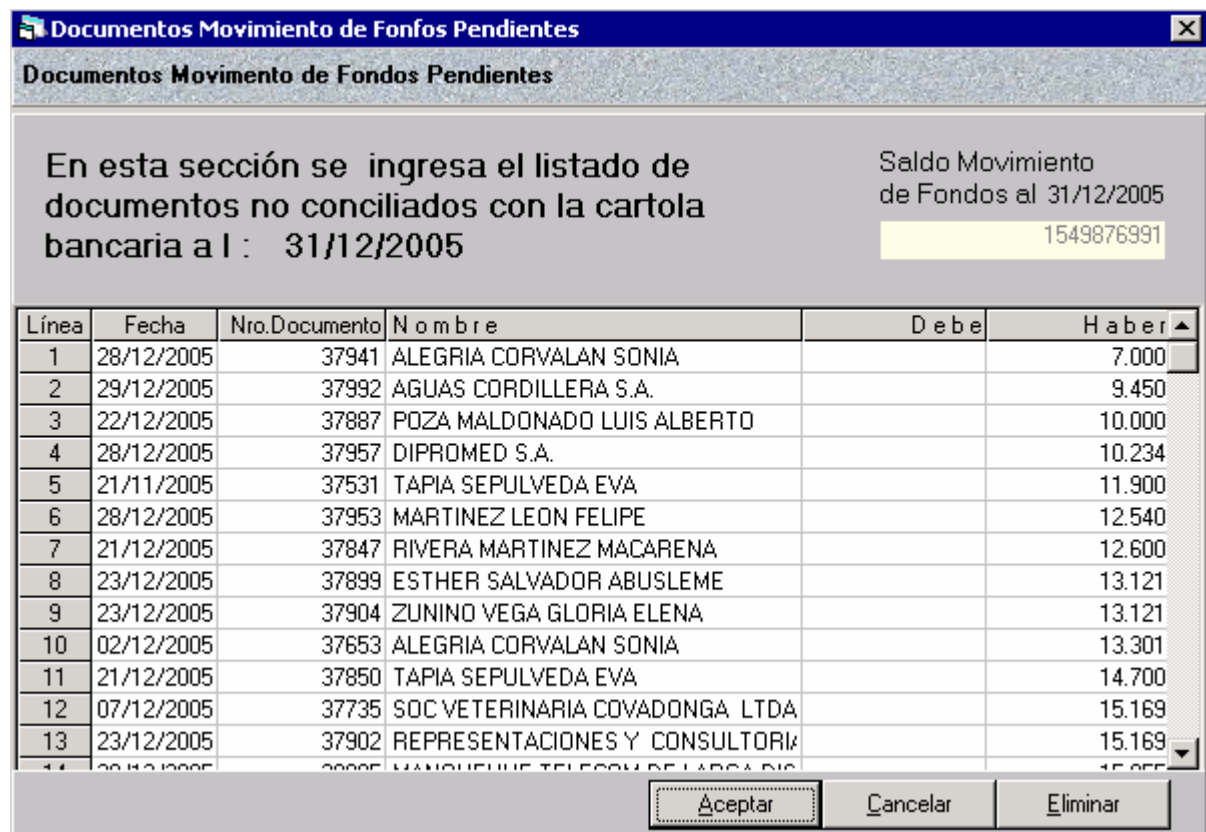 Documentos Movimiento de Fonfos Pendientes
Documentos Movimento de Fondos Pendientes
En esta sección se ingresa el listado de
documentos no conciliados con la cartola
bancaria a l : 31/12/2005
Saldo Movimiento
de Fondos al 31/12/2005
1549876991
Línea Fecha Nro.Documento N o m b r e D e b e H a b e r
1 28/12/2005 37941 ALEGRIA CORVALAN SONIA 7.000
2 29/12/2005 37992 AGUAS CORDILLERA S.A. 9.450
3 22/12/2005 37887 POZA MALDONADO LUIS ALBERTO 10.000
4 28/12/2005 37957 DIPROMED S.A. 10.234
5 21/11/2005 37531 TAPIA SEPULVEDA EVA 11.900
6 28/12/2005 37953 MARTINEZ LEON FELIPE 12.540
7 21/12/2005 37847 RIVERA MARTINEZ MACARENA 12.600
8 23/12/2005 37899 ESTHER SALVADOR ABUSLEME 13.121
9 23/12/2005 37904 ZUNINO VEGA GLORIA ELENA 13.121
10 02/12/2005 37653 ALEGRIA CORVALAN SONIA 13.301
11 21/12/2005 37850 TAPIA SEPULVEDA EVA 14.700
12 07/12/2005 37735 SOC VETERINARIA COVADONGA LTDA 15.169
13 23/12/2005 37902 REPRESENTACIONES Y CONSULTORI 15.169
Aceptar Cancelar Eliminar